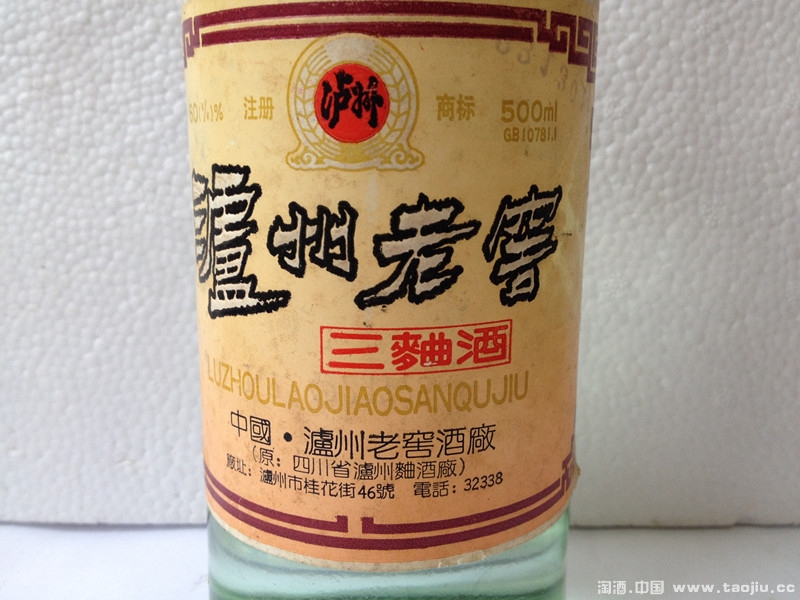 泸州
注册 商标 500ml
GB10781.1
瀘州老窖
三麯酒
LUZHOULAOJIAOSANQUJIU
中國·瀘州老窖酒廠
(原：四川省瀘州麯酒廠)
廠址：瀘州市桂花街46號 電話：32338
淘酒.中国 www.taojiu.cc